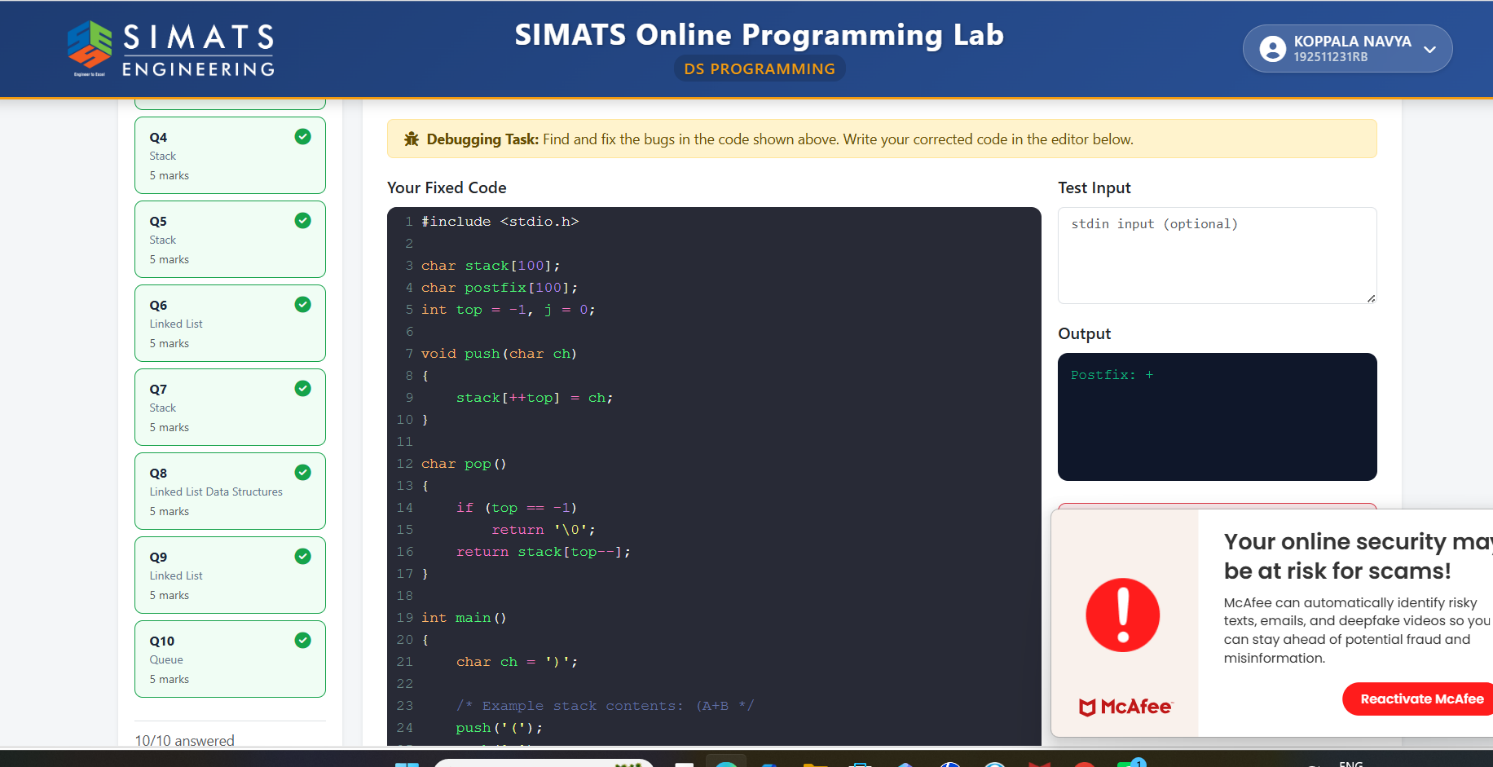 SIMATS
ENGINEERING
Engineer to Excel
SIMATS Online Programming Lab
DS PROGRAMMING
KOPPALA NAVYA
192511231RB
Q4
Stack
5 marks
Q5
Stack
5 marks
Q6
Linked List
5 marks
Q7
Stack
5 marks
Q8
Linked List Data Structures
5 marks
Q9
Linked List
5 marks
Q10
Queue
5 marks
10/10 answered
Debugging Task: Find and fix the bugs in the code shown above. Write your corrected code in the editor below.
Your Fixed Code
1 #include <stdio.h>
2
3 char stack[100];
4 char postfix[100];
5 int top = -1, j = 0;
6
7 void push(char ch)
8 {
9     stack[++top] = ch;
10 }
11
12 char pop()
13 {
14     if (top == -1)
15         return '\0';
16     return stack[top--];
17 }
18
19 int main()
20 {
21     char ch = ')';
22
23     /* Example stack contents: (A+B */
24     push('(');
Test Input
stdin input (optional)
Output
Postfix: +
Your online security may
be at risk for scams!
McAfee can automatically identify risky
texts, emails, and deepfake videos so you
can stay ahead of potential fraud and
misinformation.
McAfee
Reactivate McAfee
1
ENG